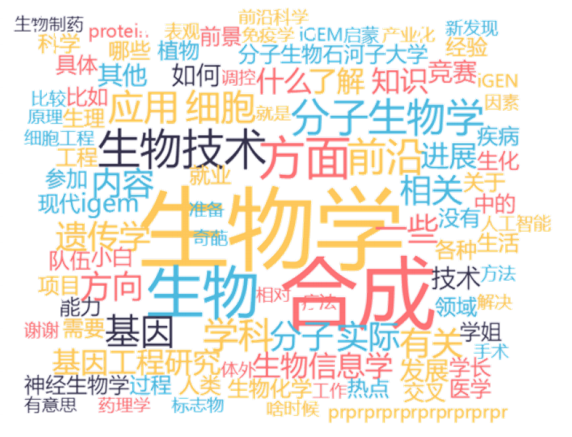 生物制药 protei.. 表观 前沿科学 iGEM启蒙 产业化 新发现
科学 哪些 植物 前景 免疫学 分子生物石河子大学 经验
具体 其他 如何 调控 什么 了解 知识 竞赛 iGEN
比较 比如 应用 细胞 就是 分子生物学 因素
原理 生理 疾病
细胞工程 生物技术 方面 前沿 进展 生化
工程 就业
参加 内容 相关 关于
现代igem 准备 生物学 一些 没有 中的 人工智能
遗传学 奇葩 各种 生活
队伍 小白
项目 方向 生物 合成 技术 方法
能力 相对 疗法 领域 解决
谢谢 需要 基因 学科 分子 实际 有关 学姐
手术
基因工程 研究 体外 生物信息学 发展 学长
神经生物学 过程 人类 生物化学 工作 热点 交叉 医学
有意思 药理学 标志物 啥时候 prprprprprprprprprpr